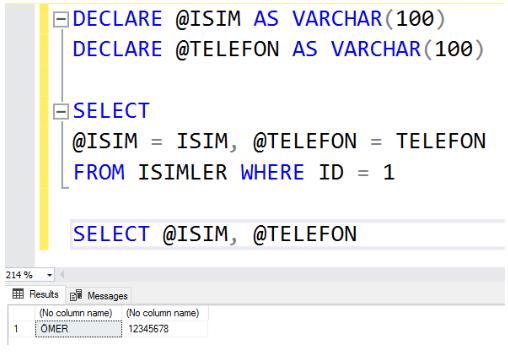 DECLARE @ISIM AS VARCHAR(100)
DECLARE @TELEFON AS VARCHAR(100)
SELECT
@ISIM = ISIM, @TELEFON = TELEFON
FROM ISIMLER WHERE ID = 1
SELECT @ISIM, @TELEFON
214 %
Results Messages
(No column name) (No column name)
1 ÖMER 12345678